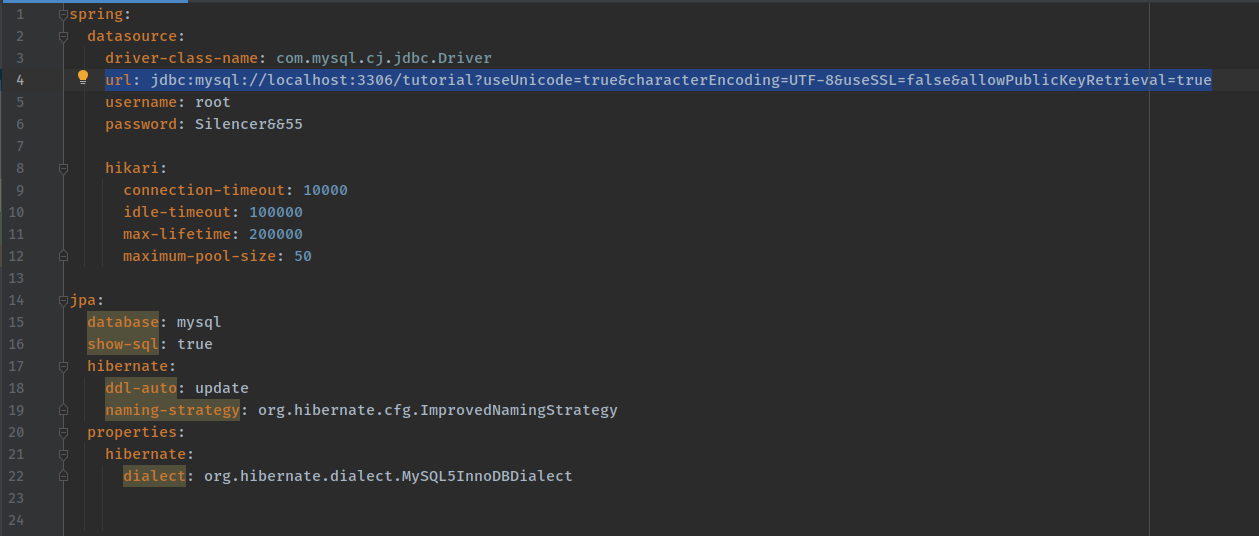 1 spring:
2 datasource:
3 driver-class-name: com.mysql.cj.jdbc.Driver
4 url: jdbc:mysql://localhost:3306/tutorial?useUnicode=true&characterEncoding=UTF-8&useSSL=false&allowPublicKeyRetrieval=true
5 username: root
6 password: Silencer&&55
7
8 hikari:
9 connection-timeout: 10000
10 idle-timeout: 100000
11 max-lifetime: 200000
12 maximum-pool-size: 50
13
14 jpa:
15 database: mysql
16 show-sql: true
17 hibernate:
18 ddl-auto: update
19 naming-strategy: org.hibernate.cfg.ImprovedNamingStrategy
20 properties:
21 hibernate:
22 dialect: org.hibernate.dialect.MySQL5InnoDBDialect
23
24